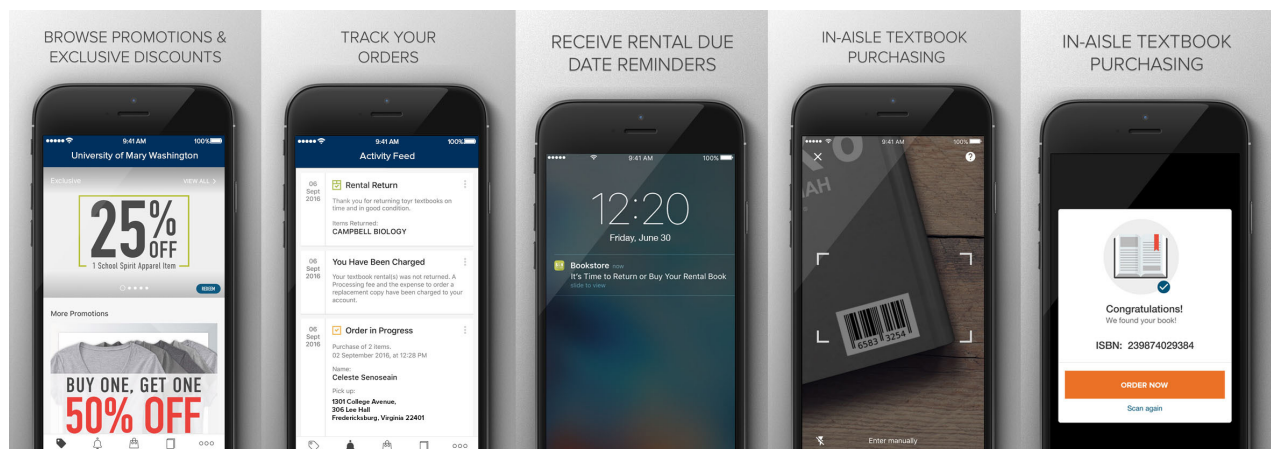 BROWSE PROMOTIONS &
EXCLUSIVE DISCOUNTS
9:41 AM
100%
University of Mary Washington
Exclusive
VIEW ALL >
25% OFF
1 School Spirit Apparel Item
REDEEM
More Promotions
BUY ONE, GET ONE
50% OFF
TRACK YOUR
ORDERS
9:41 AM
100%
Activity Feed
06
Sept
2016
Rental Return
Thank you for returning toyr textbooks on
time and in good condition.
Items Returned:
CAMPBELL BIOLOGY
06
Sept
2016
You Have Been Charged
Your textbook rental(s) was not returned. A
Processing fee and the expense to order a
replacement copy have been charged to your
account.
06
Sept
2016
Order in Progress
Purchase of 2 items.
02 September 2016, at 12:28 PM
Name:
Celeste Senoseain
Pick up:
1301 College Avenue,
306 Lee Hall
Fredericksburg, Virginia 22401
RECEIVE RENTAL DUE
DATE REMINDERS
9:41 AM
100%
12:20
Friday, June 30
Bookstore now
It's Time to Return or Buy Your Rental Book
slide to view
IN-AISLE TEXTBOOK
PURCHASING
9:41 AM
100%
6583 3254
Enter manually
IN-AISLE TEXTBOOK
PURCHASING
Congratulations!
We found your book!
ISBN: 239874029384
ORDER NOW
Scan again